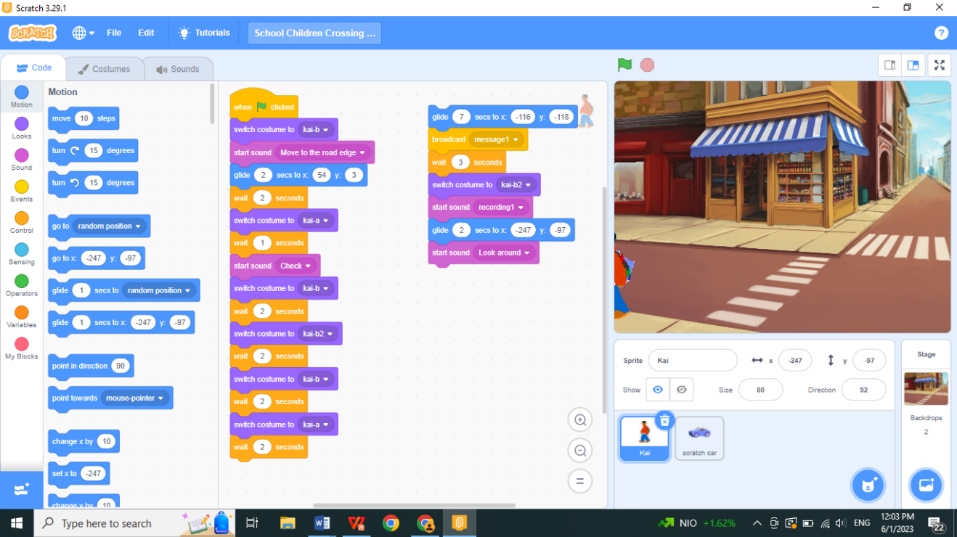 Scratch 3.29.1
SCRATCH
File
Edit
Tutorials
School Children Crossing ...
Code
Costumes
Sounds
Motion
Looks
Sound
Events
Control
Sensing
Operators
Variables
My Blocks
Motion
move 10 steps
turn 15 degrees
turn 15 degrees
go to random position
go to x: -247 y: -97
glide 1 secs to random position
glide 1 secs to x: -247 y: -97
point in direction 90
point towards mouse-pointer
change x by 10
set x to -247
change y by 10
when clicked
switch costume to kai-b
start sound Move to the road edge
glide 2 secs to x: 54 y: 3
wait 2 seconds
switch costume to kai-a
wait 1 seconds
start sound Check
switch costume to kai-b
wait 2 seconds
switch costume to kai-b2
wait 2 seconds
switch costume to kai-b
wait 2 seconds
switch costume to kai-a
wait 2 seconds
glide 7 secs to x: -116 y: -118
broadcast message1
wait 3 seconds
switch costume to kai-b2
start sound recording1
glide 2 secs to x: -247 y: -97
start sound Look around
Sprite Kai x -247 y -97
Show Size 80 Direction 92
Kai
scratch car
Stage
Backdrops
2
Type here to search
NIO +1.62%
ENG
12:03 PM
6/1/2023
22